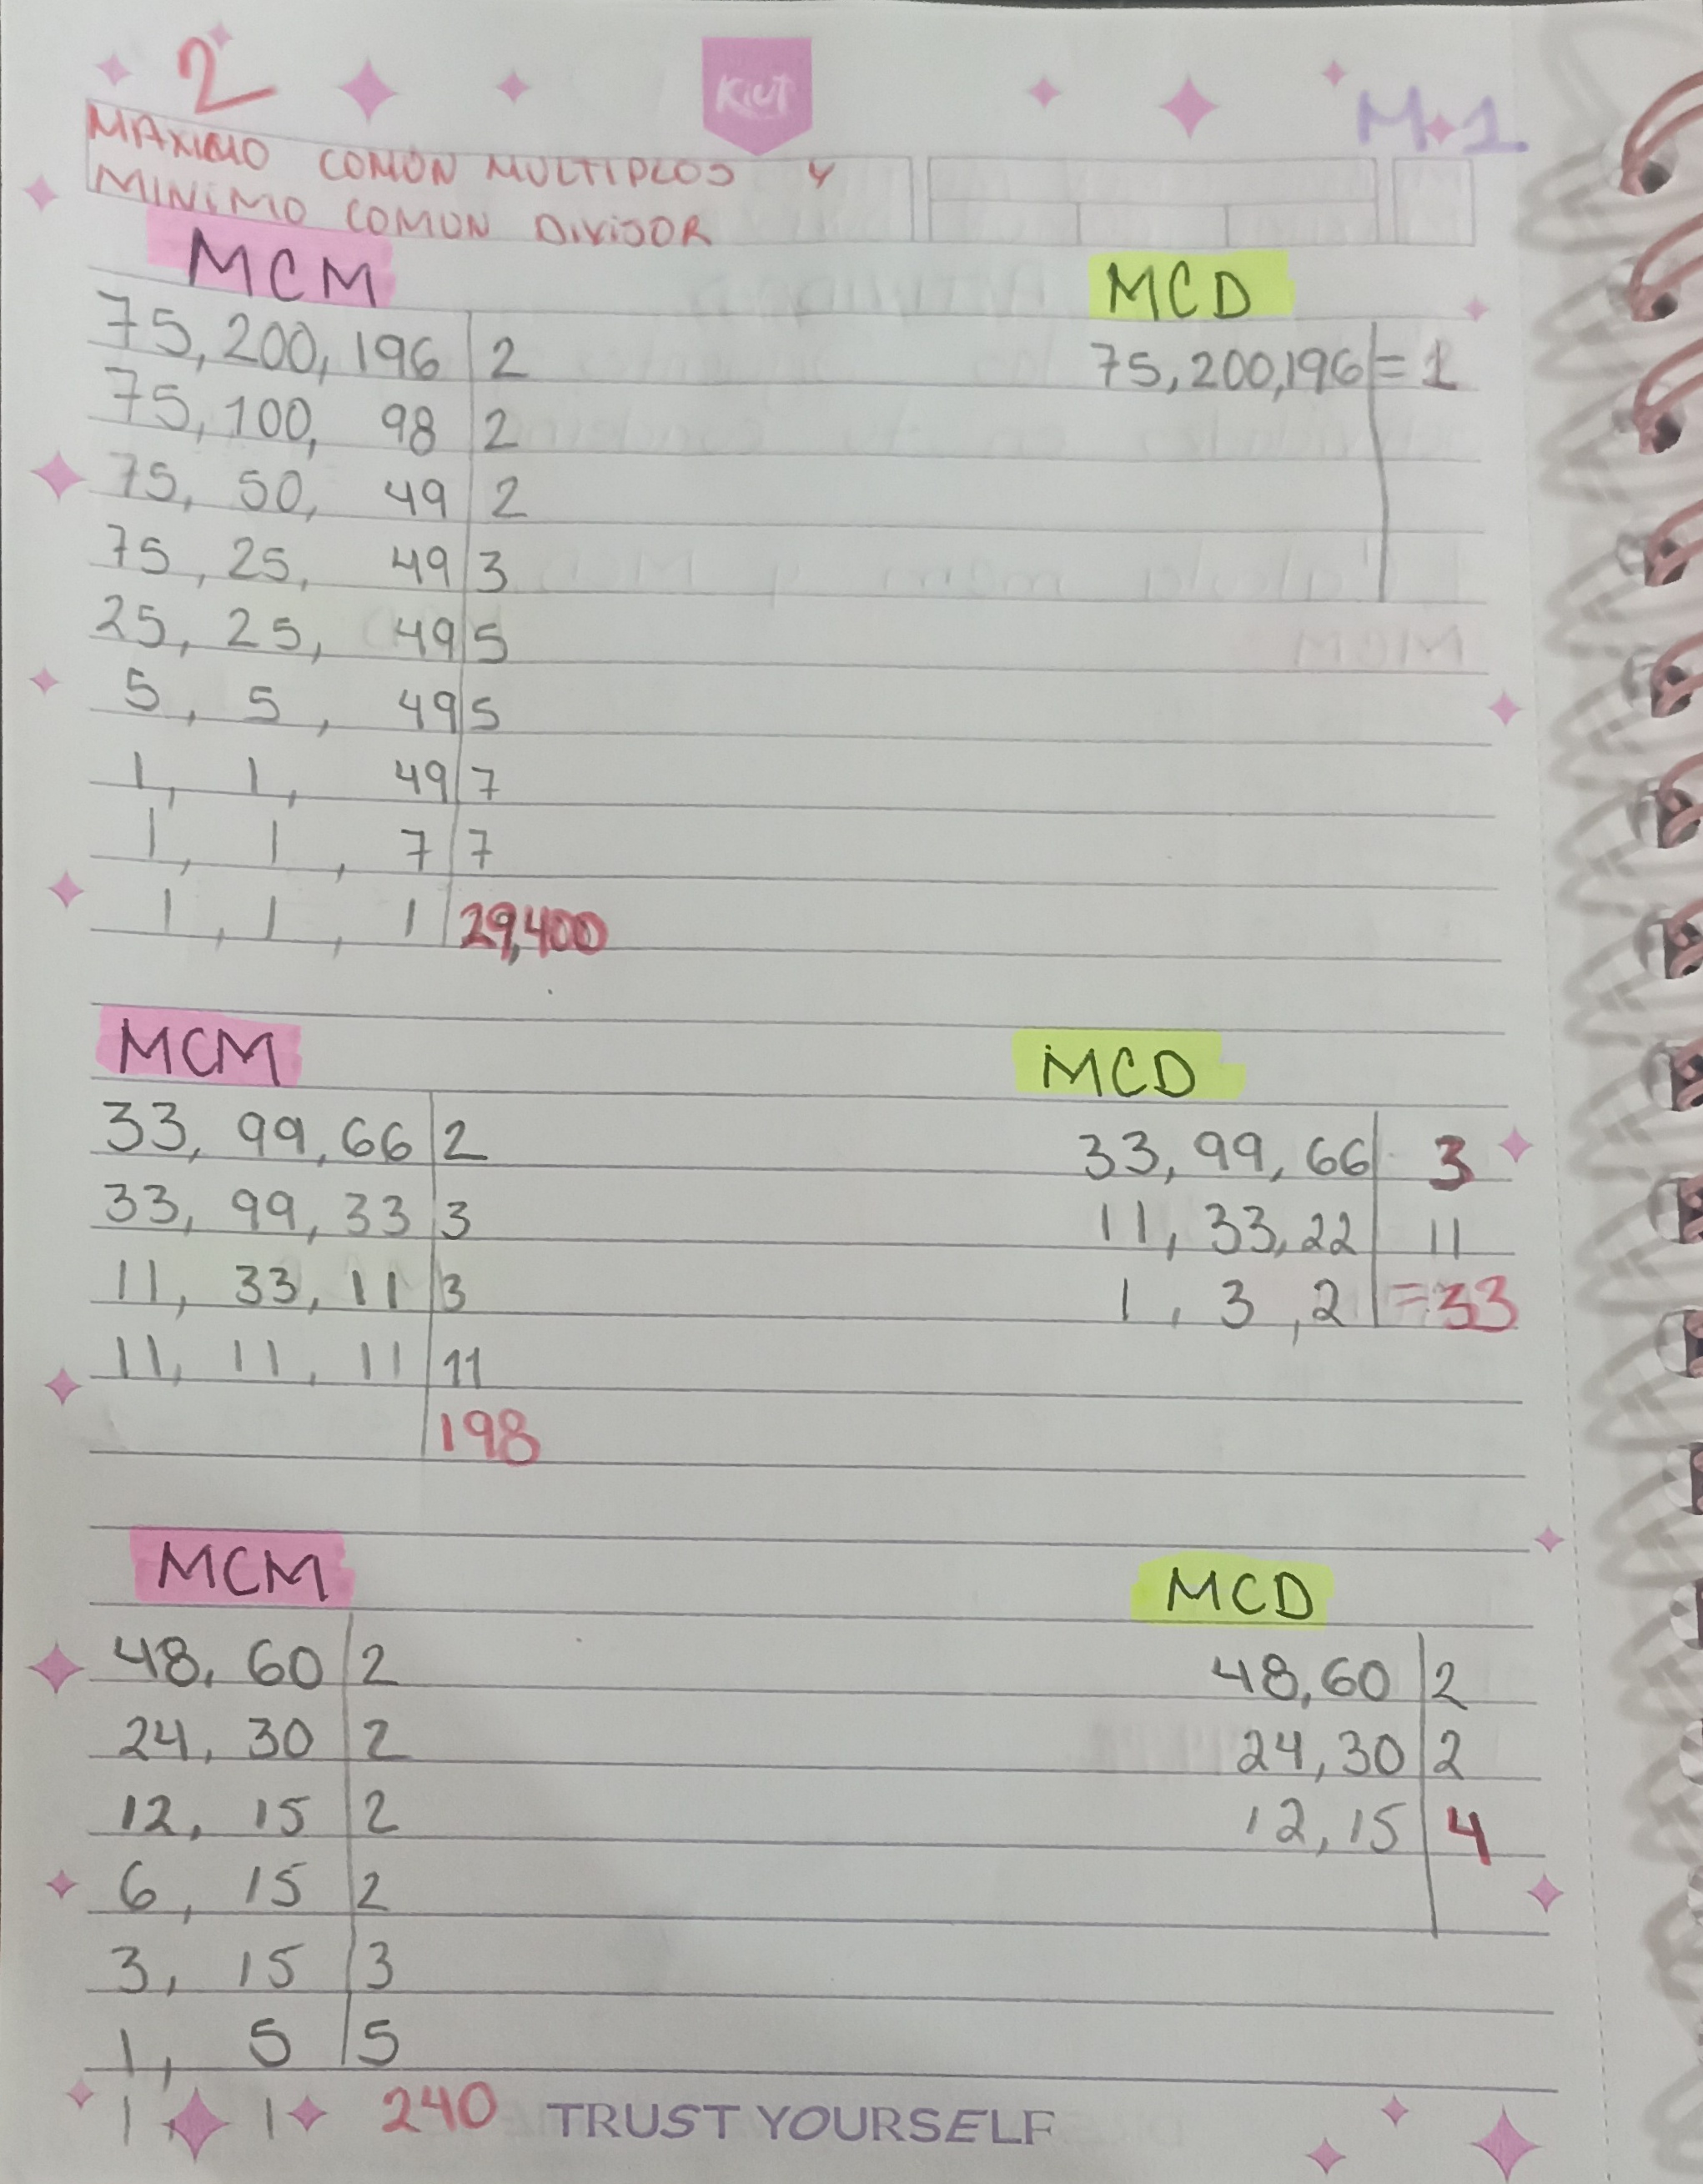 2
Kiut
M.1
MAXIMO COMÚN MULTIPLOS Y
MINIMO COMUN DIVISOR
MCM
75, 200, 196 | 2
75, 100, 98 | 2
75, 50, 49 | 2
75, 25, 49 | 3
25, 25, 49 | 5
5, 5, 49 | 5
1, 1, 49 | 7
1, 1, 7 | 7
1, 1, 1 | 29,400
MCD
75, 200, 196 | = 1
MCM
33, 99, 66 | 2
33, 99, 33 | 3
11, 33, 11 | 3
11, 11, 11 | 11
198
MCD
33, 99, 66 | 3
11, 33, 22 | 11
1, 3, 2 | = 33
MCM
48, 60 | 2
24, 30 | 2
12, 15 | 2
6, 15 | 2
3, 15 | 3
1, 5 | 5
1, 1 240
MCD
48, 60 | 2
24, 30 | 2
12, 15 | 4
TRUST YOURSELF